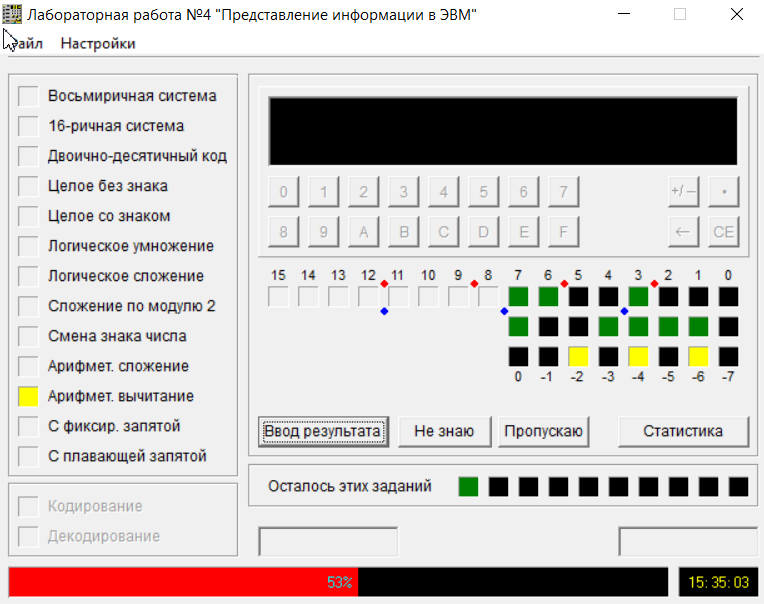 Лабораторная работа №4 "Представление информации в ЭВМ"
айл Настройки
Восьмиричная система
16-ричная система
Двоично-десятичный код
Целое без знака
Целое со знаком
Логическое умножение
Логическое сложение
Сложение по модулю 2
Смена знака числа
Арифмет. сложение
Арифмет. вычитание
С фиксир. запятой
С плавающей запятой
Кодирование
Декодирование
0 1 2 3 4 5 6 7 +/− •
8 9 A B C D E F ← CE
15 14 13 12 11 10 9 8 7 6 5 4 3 2 1 0
0 -1 -2 -3 -4 -5 -6 -7
Ввод результата Не знаю Пропускаю Статистика
Осталось этих заданий
53% 15:35:03